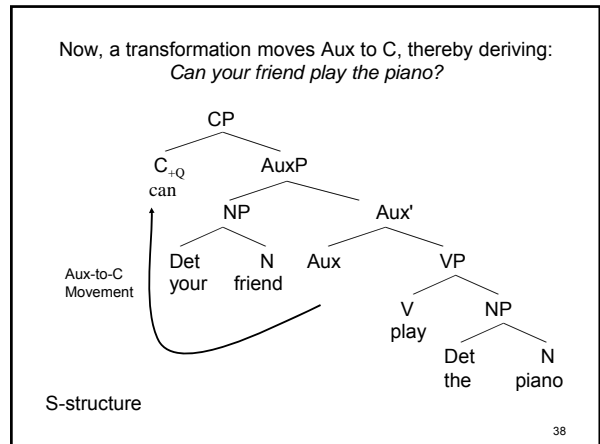 Now, a transformation moves Aux to C, thereby deriving:
Can your friend play the piano?
CP
C+Q AuxP
can
NP Aux'
Det N Aux VP
your friend
Aux-to-C
Movement
V NP
play
Det N
the piano
S-structure
38